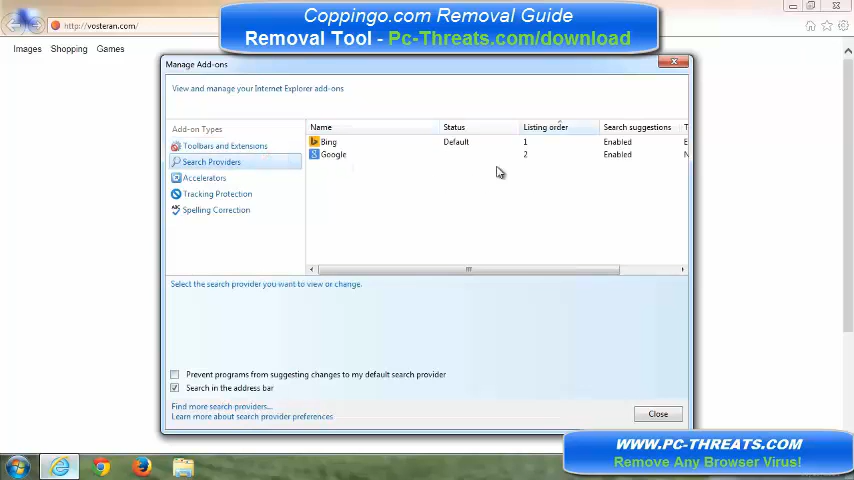 Coppingo.com Removal Guide
Removal Tool - Pc-Threats.com/download
http://vosteran.com/
Images Shopping Games
Manage Add-ons
View and manage your Internet Explorer add-ons
Add-on Types
Toolbars and Extensions
Search Providers
Accelerators
Tracking Protection
Spelling Correction
Name Status Listing order Search suggestions T
Bing Default 1 Enabled E
Google 2 Enabled N
Select the search provider you want to view or change.
Prevent programs from suggesting changes to my default search provider
Search in the address bar
Find more search providers...
Learn more about search provider preferences
Close
WWW.PC-THREATS.COM
Remove Any Browser Virus!